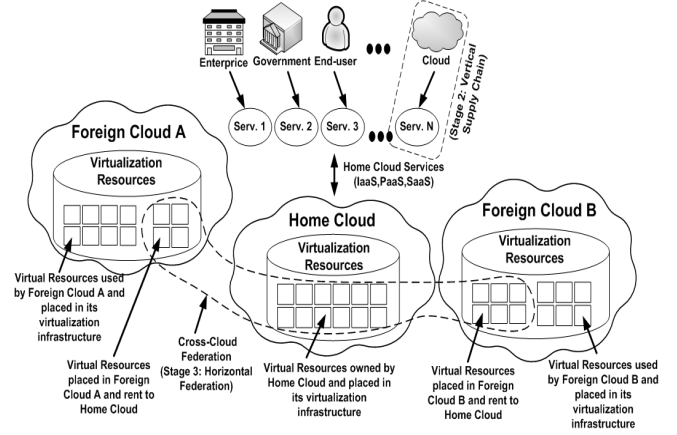 Enterprice
Government
End-user
Cloud
(Stage 2: Vertical
Supply Chain)
Serv. 1
Serv. 2
Serv. 3
Serv. N
Home Cloud Services
(IaaS,PaaS,SaaS)
Foreign Cloud A
Virtualization
Resources
Home Cloud
Virtualization
Resources
Foreign Cloud B
Virtualization
Resources
Virtual Resources used
by Foreign Cloud A and
placed in its
virtualization
infrastructure
Virtual Resources
placed in Foreign
Cloud A and rent to
Home Cloud
Cross-Cloud
Federation
(Stage 3: Horizontal
Federation)
Virtual Resources owned by
Home Cloud and placed in
its virtualization
infrastructure
Virtual Resources
placed in Foreign
Cloud B and rent to
Home Cloud
Virtual Resources used
by Foreign Cloud B and
placed in its
virtualization
infrastructure